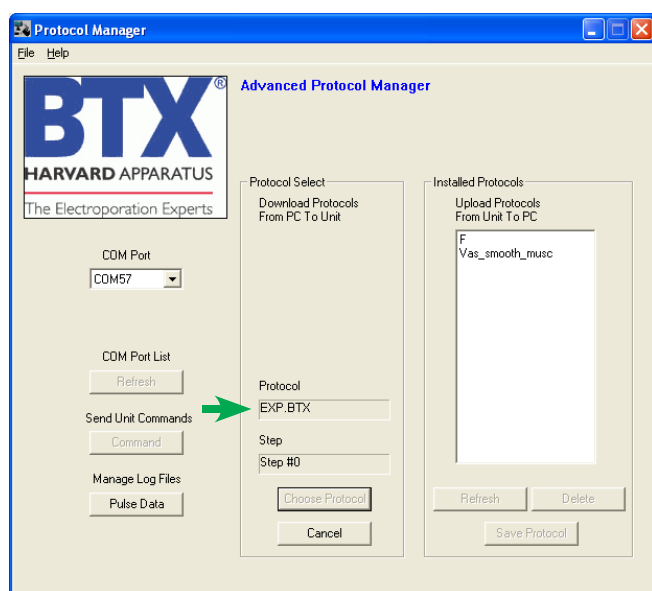 Protocol Manager
File Help
BTX®
HARVARD APPARATUS
The Electroporation Experts
Advanced Protocol Manager
COM Port
COM57
COM Port List
Refresh
Send Unit Commands
Command
Manage Log Files
Pulse Data
Protocol Select
Download Protocols
From PC To Unit
Protocol
EXP.BTX
Step
Step #0
Choose Protocol
Cancel
Installed Protocols
Upload Protocols
From Unit To PC
F
Vas_smooth_musc
Refresh Delete
Save Protocol